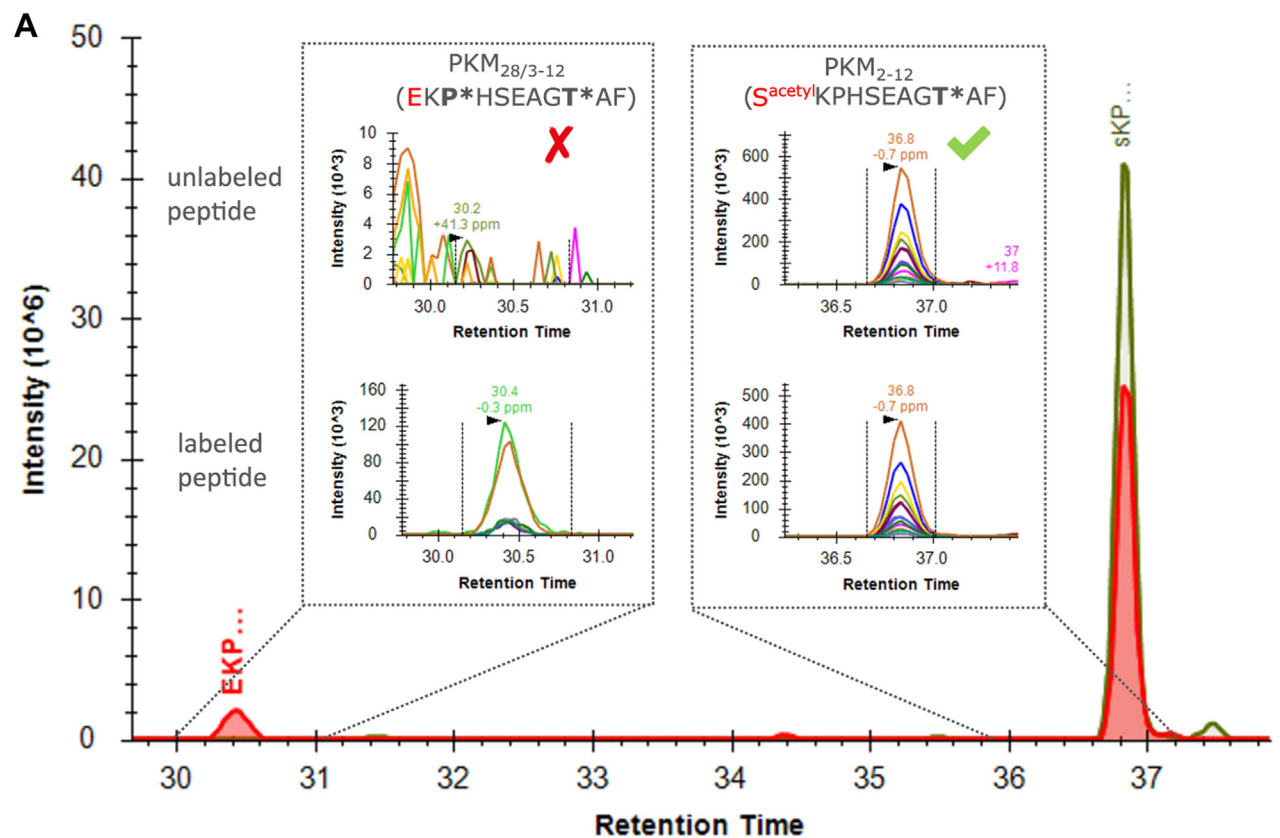 A
50
40
30
20
10
0
Intensity (10^6)
unlabeled
peptide
labeled
peptide
PKM28/3-12
(EKP*HSEAGT*AF)
✗
10
8
6
4
2
0
Intensity (10^3)
30.2
+41.3 ppm
30.0
30.5
31.0
Retention Time
160
120
80
40
0
Intensity (10^3)
30.4
-0.3 ppm
30.0
30.5
31.0
Retention Time
PKM2-12
(SacetylKPHSEAGT*AF)
600
400
200
0
Intensity (10^3)
36.8
-0.7 ppm
37
+11.8
36.5
37.0
Retention Time
500
400
300
200
100
0
Intensity (10^3)
36.8
-0.7 ppm
36.5
37.0
Retention Time
EKP...
sKP...
30
31
32
33
34
35
36
37
Retention Time